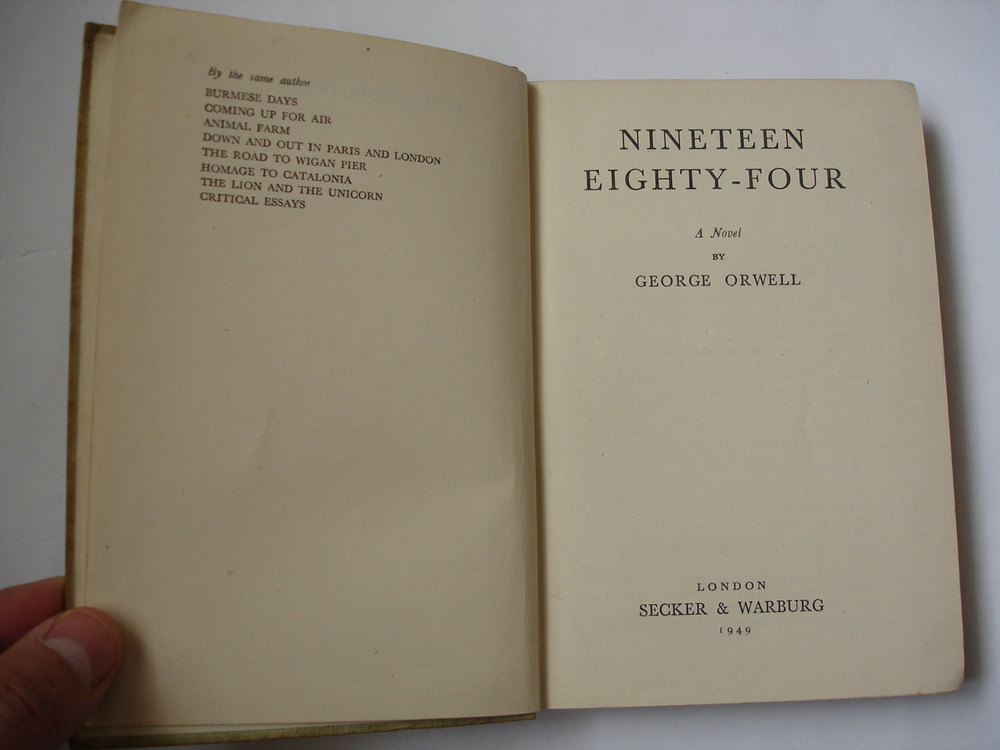 By the same author
BURMESE DAYS
COMING UP FOR AIR
ANIMAL FARM
DOWN AND OUT IN PARIS AND LONDON
THE ROAD TO WIGAN PIER
HOMAGE TO CATALONIA
THE LION AND THE UNICORN
CRITICAL ESSAYS
NINETEEN
EIGHTY-FOUR
A Novel
BY
GEORGE ORWELL
LONDON
SECKER & WARBURG
1949